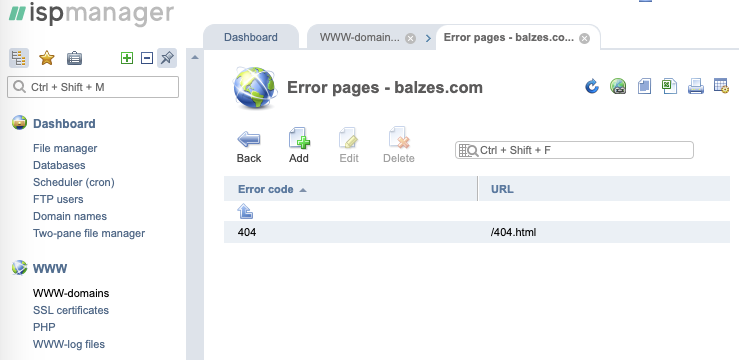 ispmanager
Dashboard
WWW-domain...
Error pages - balzes.co...
Ctrl + Shift + M
Error pages - balzes.com
Dashboard
File manager
Databases
Scheduler (cron)
FTP users
Domain names
Two-pane file manager
Back
Add
Edit
Delete
Ctrl + Shift + F
Error code
URL
404
/404.html
WWW
WWW-domains
SSL certificates
PHP
WWW-log files